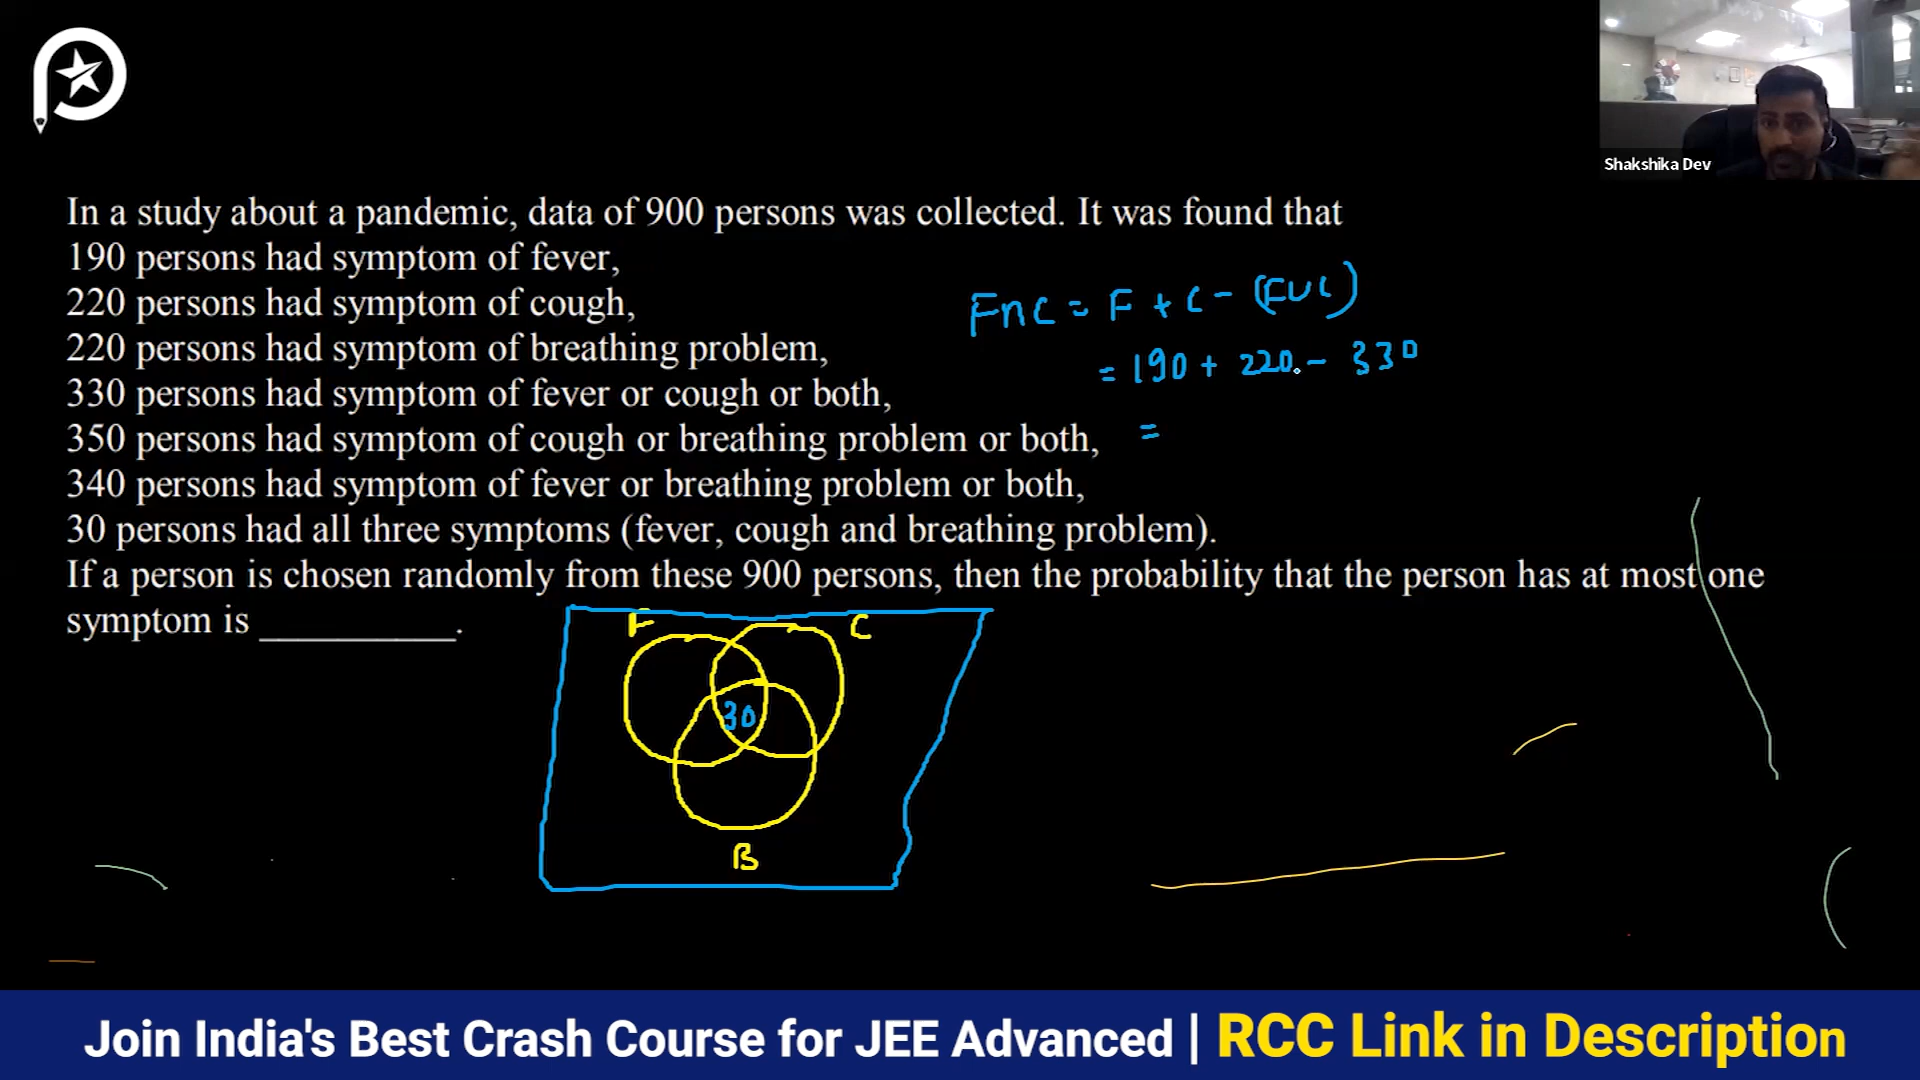 Shakshika Dev
In a study about a pandemic, data of 900 persons was collected. It was found that
190 persons had symptom of fever,
220 persons had symptom of cough,
220 persons had symptom of breathing problem,
330 persons had symptom of fever or cough or both,
350 persons had symptom of cough or breathing problem or both,
340 persons had symptom of fever or breathing problem or both,
30 persons had all three symptoms (fever, cough and breathing problem).
If a person is chosen randomly from these 900 persons, then the probability that the person has at most one
symptom is __________.
F∩C = F + C - (F∪C)
= 190 + 220 - 330
=
F
C
30
B
Join India's Best Crash Course for JEE Advanced | RCC Link in Description